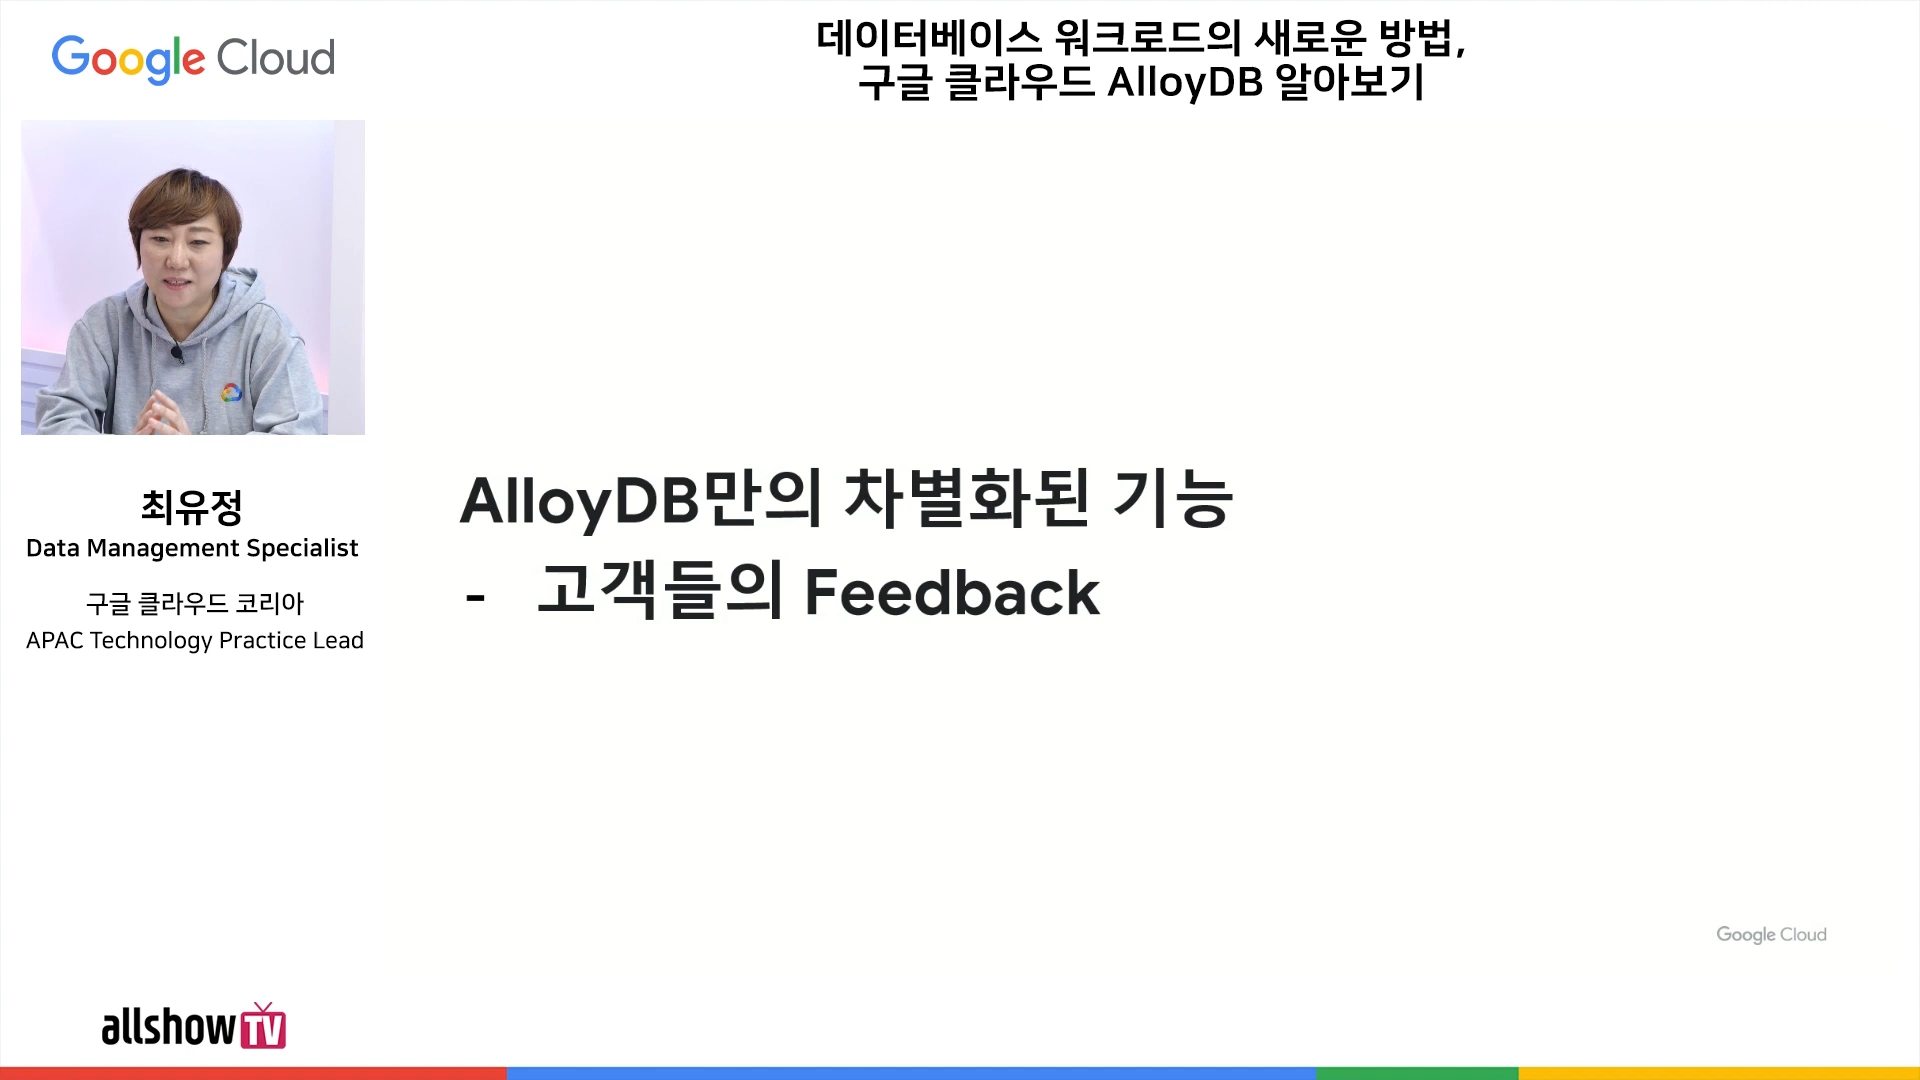 Google Cloud
데이터베이스 워크로드의 새로운 방법,
구글 클라우드 AlloyDB 알아보기
최유정
Data Management Specialist
구글 클라우드 코리아
APAC Technology Practice Lead
AlloyDB만의 차별화된 기능
- 고객들의 Feedback
Google Cloud
allshowTV